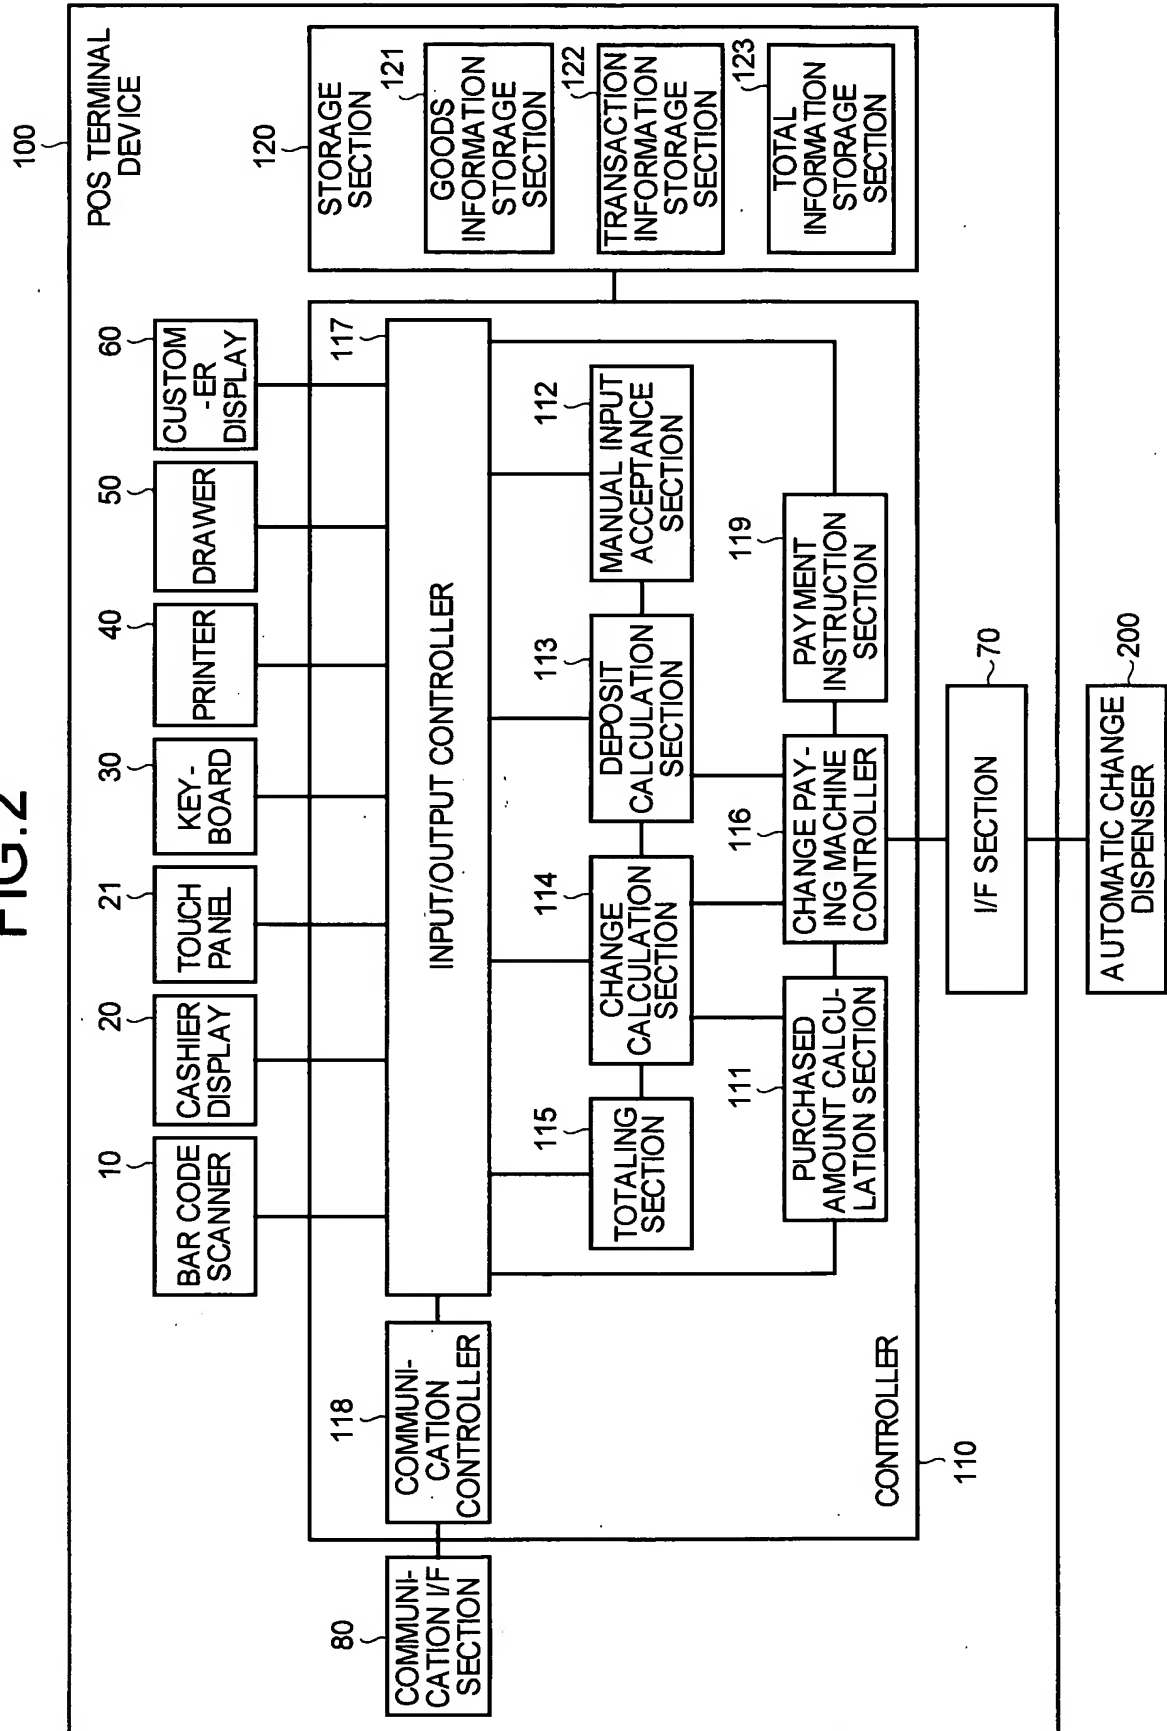 FIG.2
100
POS TERMINAL
DEVICE
10
BAR CODE
SCANNER
20
CASHIER
DISPLAY
21
TOUCH
PANEL
30
KEY-
BOARD
40
PRINTER
50
DRAWER
60
CUSTOM
-ER
DISPLAY
120
STORAGE
SECTION
121
GOODS
INFORMATION
STORAGE
SECTION
122
TRANSACTION
INFORMATION
STORAGE
SECTION
123
TOTAL
INFORMATION
STORAGE
SECTION
80
COMMUNI-
CATION I/F
SECTION
118
COMMUNI-
CATION
CONTROLLER
117
INPUT/OUTPUT CONTROLLER
115
TOTALING
SECTION
114
CHANGE
CALCULATION
SECTION
113
DEPOSIT
CALCULATION
SECTION
112
MANUAL INPUT
ACCEPTANCE
SECTION
111
PURCHASED
AMOUNT CALCU-
LATION SECTION
116
CHANGE PAY-
ING MACHINE
CONTROLLER
119
PAYMENT
INSTRUCTION
SECTION
CONTROLLER
110
I/F SECTION
70
AUTOMATIC CHANGE
DISPENSER
200